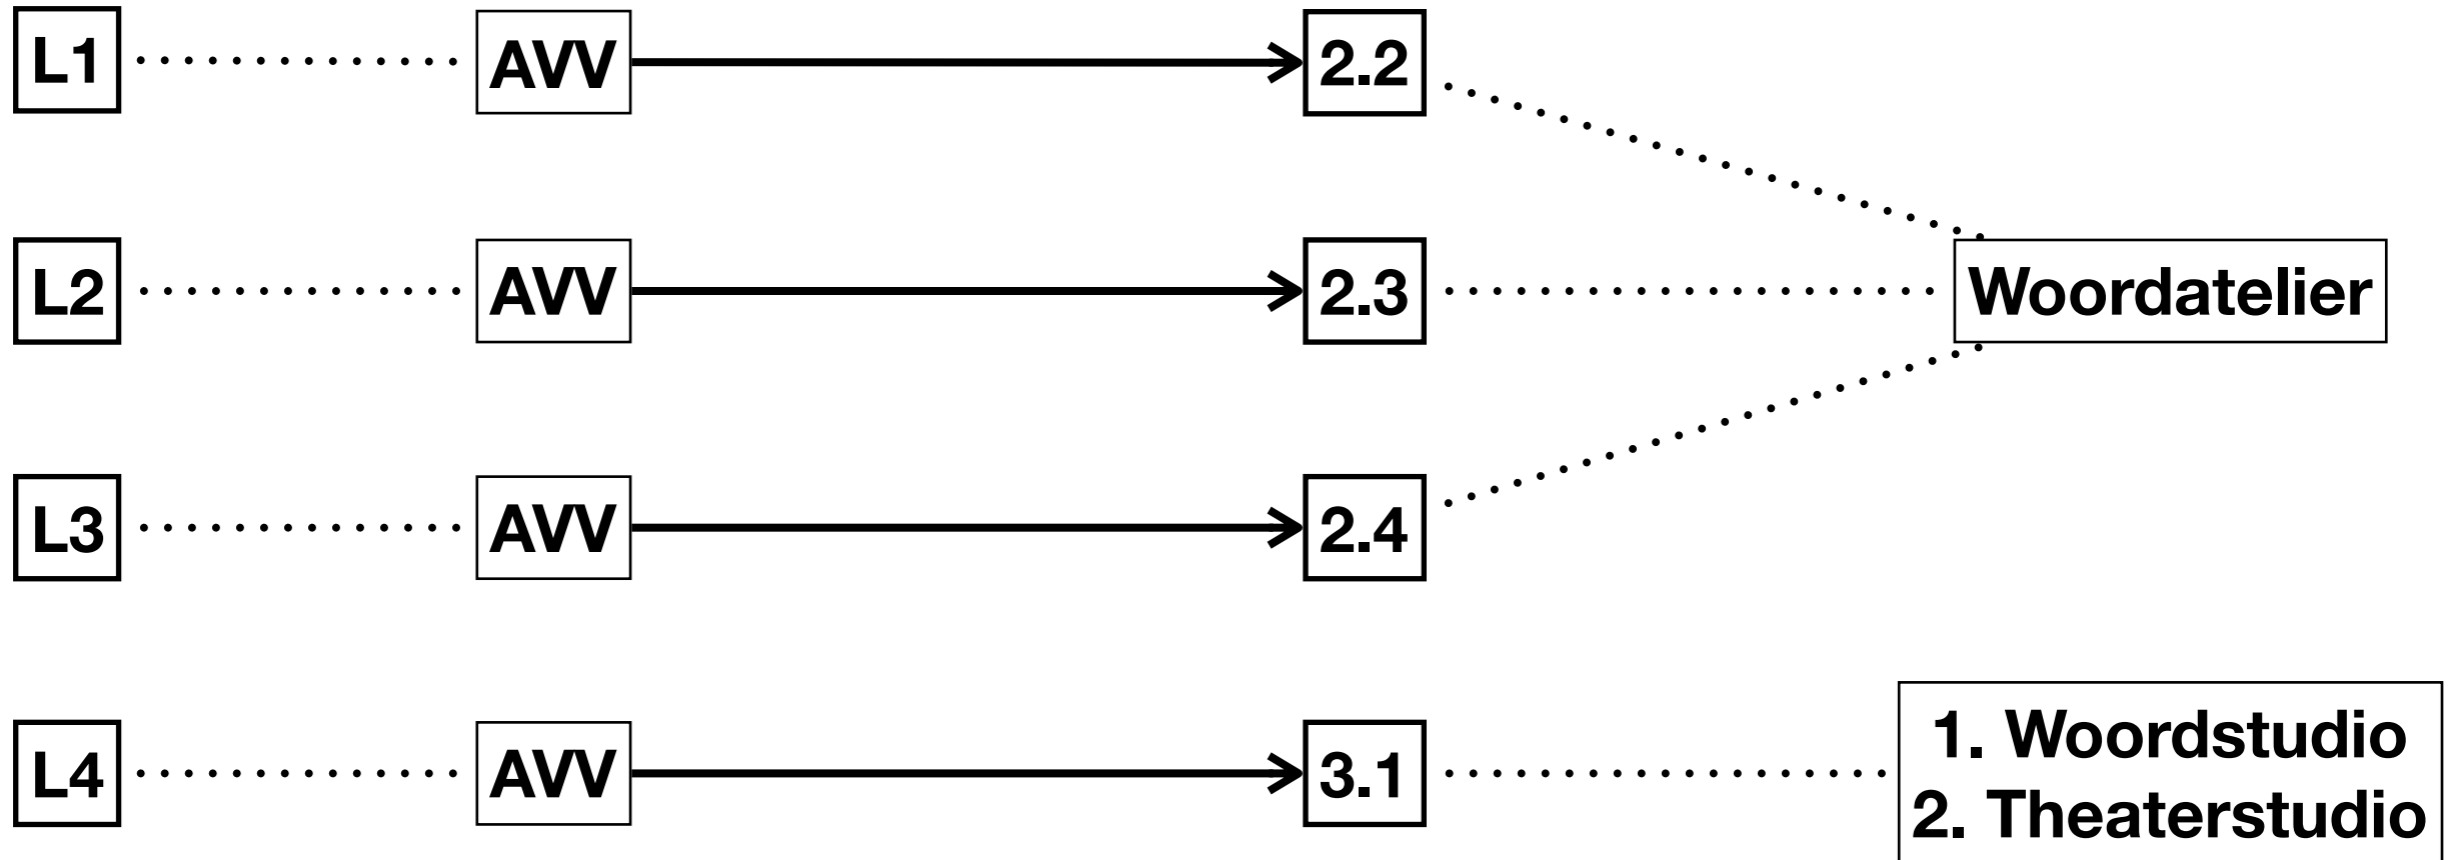 L1 AVV 2.2
L2 AVV 2.3 Woordatelier
L3 AVV 2.4
L4 AVV 3.1 1. Woordstudio
2. Theaterstudio